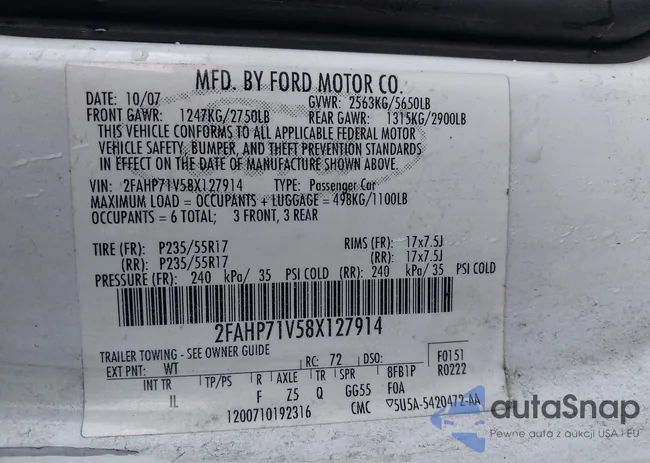 MFD. BY FORD MOTOR CO.
DATE: 10/07 GVWR: 2563KG/5650LB
FRONT GAWR: 1247KG/2750LB REAR GAWR: 1315KG/2900LB
THIS VEHICLE CONFORMS TO ALL APPLICABLE FEDERAL MOTOR
VEHICLE SAFETY, BUMPER, AND THEFT PREVENTION STANDARDS
IN EFFECT ON THE DATE OF MANUFACTURE SHOWN ABOVE.
VIN: 2FAHP71V58X127914 TYPE: Passenger Car
MAXIMUM LOAD = OCCUPANTS + LUGGAGE = 498KG/1100LB
OCCUPANTS = 6 TOTAL; 3 FRONT, 3 REAR
TIRE (FR): P235/55R17 RIMS (FR): 17x7.5J
(RR): P235/55R17 (RR): 17x7.5J
PRESSURE (FR): 240 kPa/ 35 PSI COLD (RR): 240 kPa/ 35 PSI COLD
2FAHP71V58X127914
TRAILER TOWING - SEE OWNER GUIDE
EXT PNT: WT RC: 72 DSO: F0151
R0222
INT TR TP/PS R AXLE TR SPR 8FB1P
IL F Z5 Q GG55 FOA
1200710192316 CMC 5U5A-5420472-AA
autoSnap
Pewne auta z aukcji USA i EU